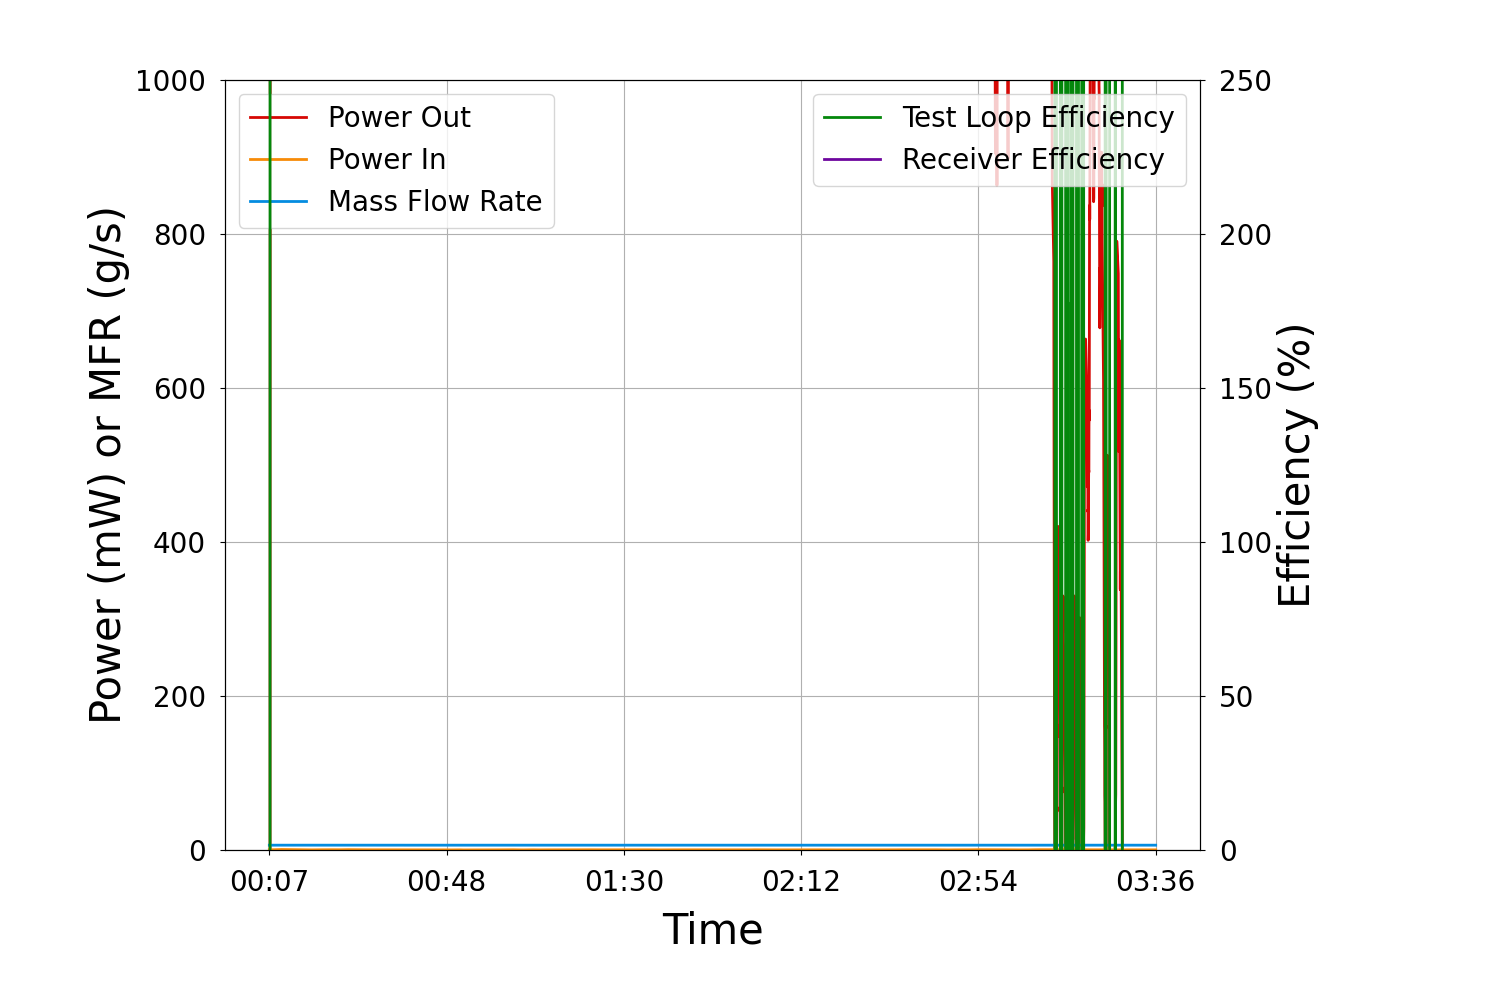 1000
800
600
400
200
0
Power (mW) or MFR (g/s)
Power Out
Power In
Mass Flow Rate
Test Loop Efficiency
Receiver Efficiency
250
200
150
100
50
0
Efficiency (%)
00:07 00:48 01:30 02:12 02:54 03:36
Time